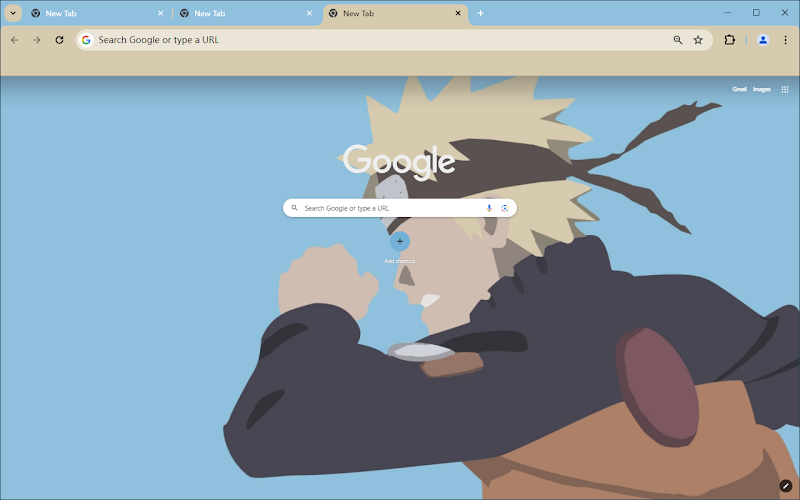 New Tab
New Tab
New Tab
Search Google or type a URL
Gmail Images
Google
Search Google or type a URL
Add shortcut